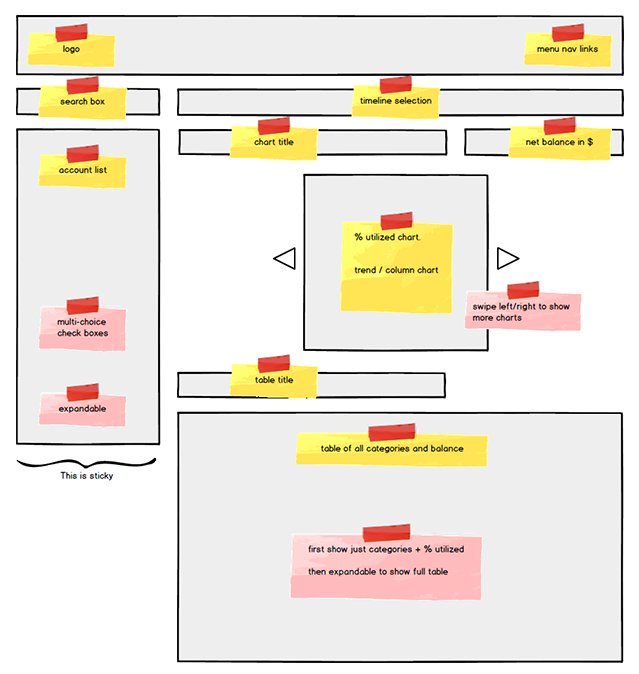 logo
menu nav links
search box
timeline selection
chart title
net balance in $
account list
% utilized chart.
trend / column chart
swipe left/right to show
more charts
multi-choice
check boxes
table title
expandable
table of all categories and balance
This is sticky
first show just categories + % utilized
then expandable to show full table